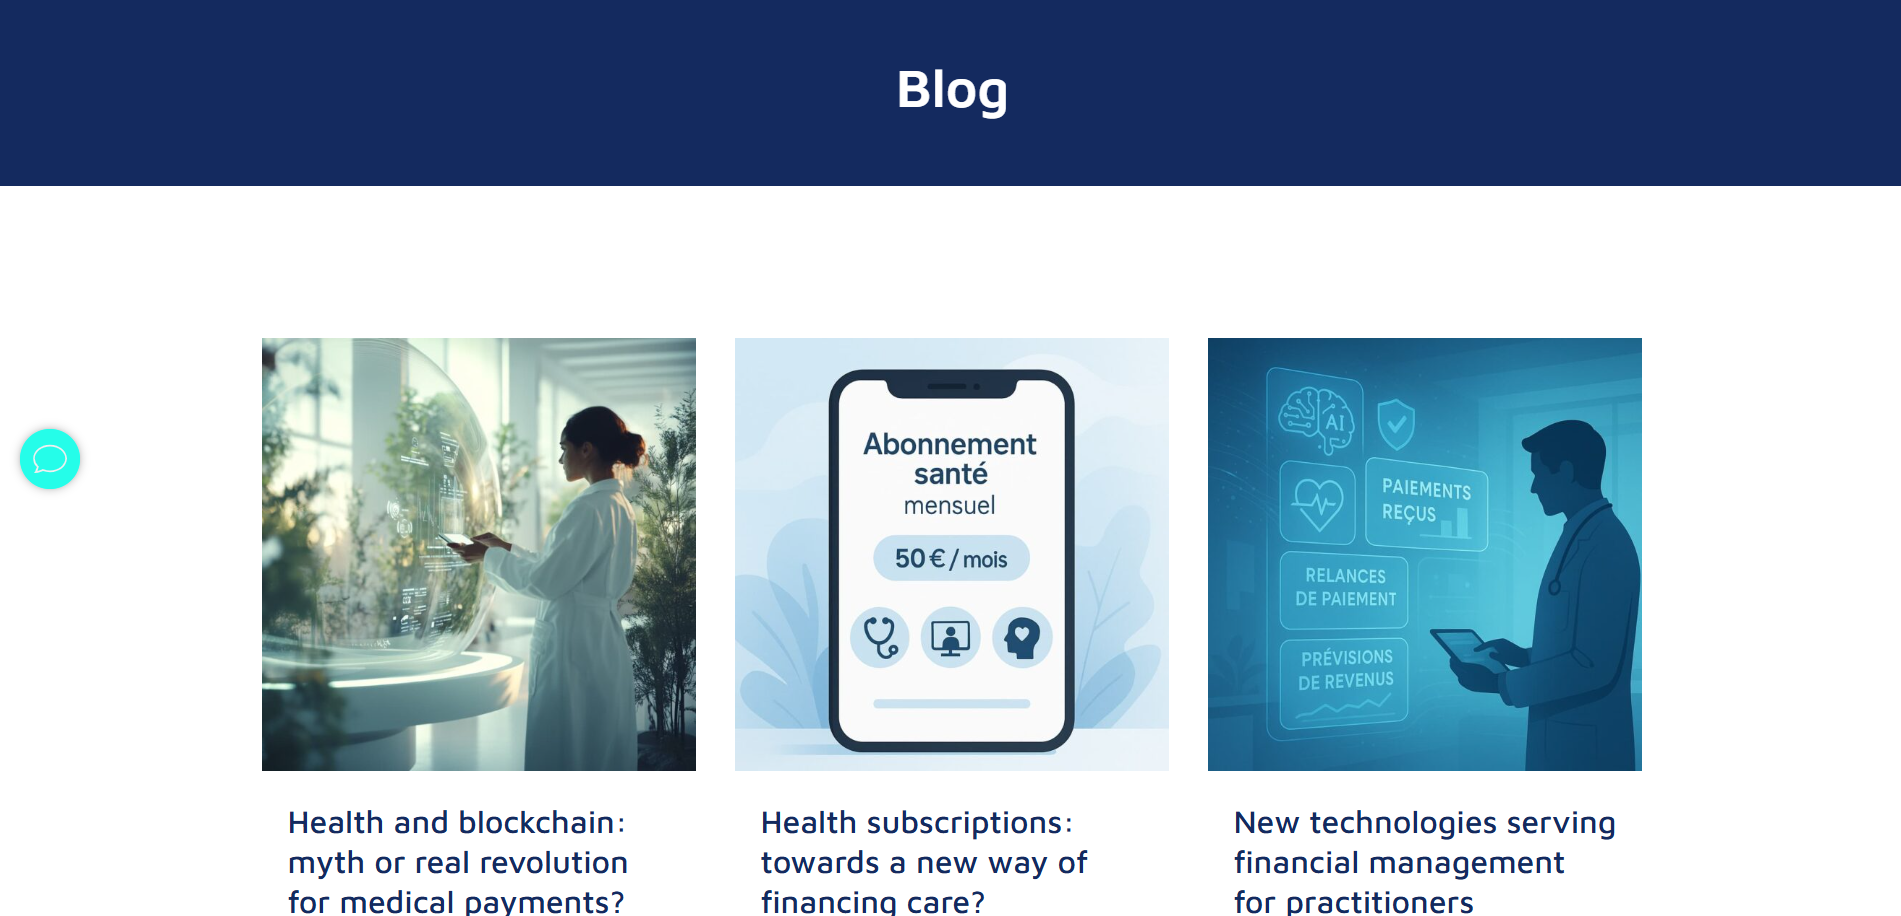 Blog
Abonnement
santé
mensuel
50 € / mois
AI
PAIEMENTS
REÇUS
RELANCES
DE PAIEMENT
PRÉVISIONS
DE REVENUS
Health and blockchain:
myth or real revolution
for medical payments?
Health subscriptions:
towards a new way of
financing care?
New technologies serving
financial management
for practitioners